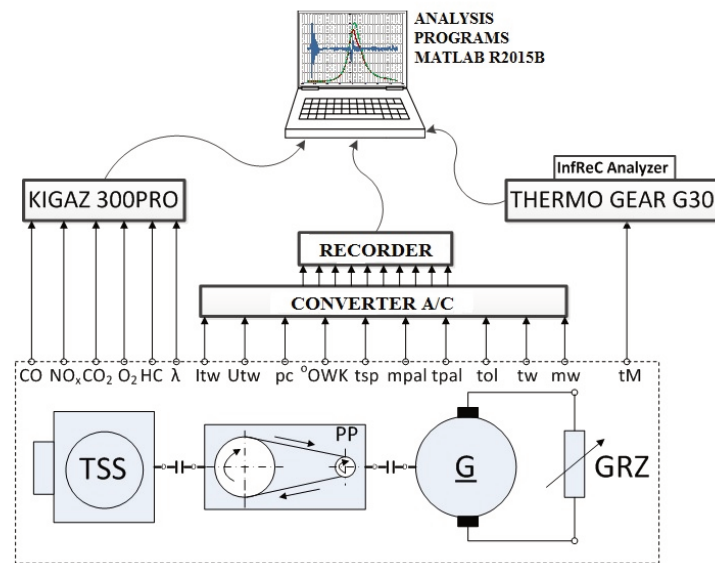 ANALYSIS
PROGRAMS
MATLAB R2015B
InfReC Analyzer
KIGAZ 300PRO
THERMO GEAR G30
RECORDER
CONVERTER A/C
CO NOx CO2 O2 HC λ Itw Utw pc °OWK tsp mpal tpal tol tw mw tM
PP
TSS G GRZ